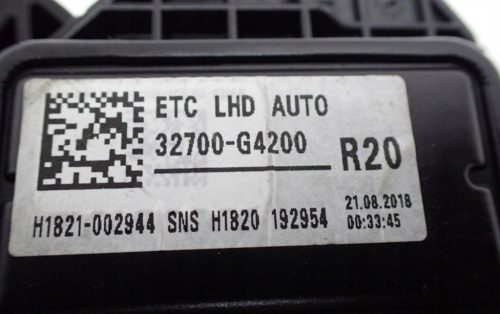 ETC LHD AUTO
32700-G4200
R20
H1821-002944 SNS H1820 192954
21.08.2018
00:33:45